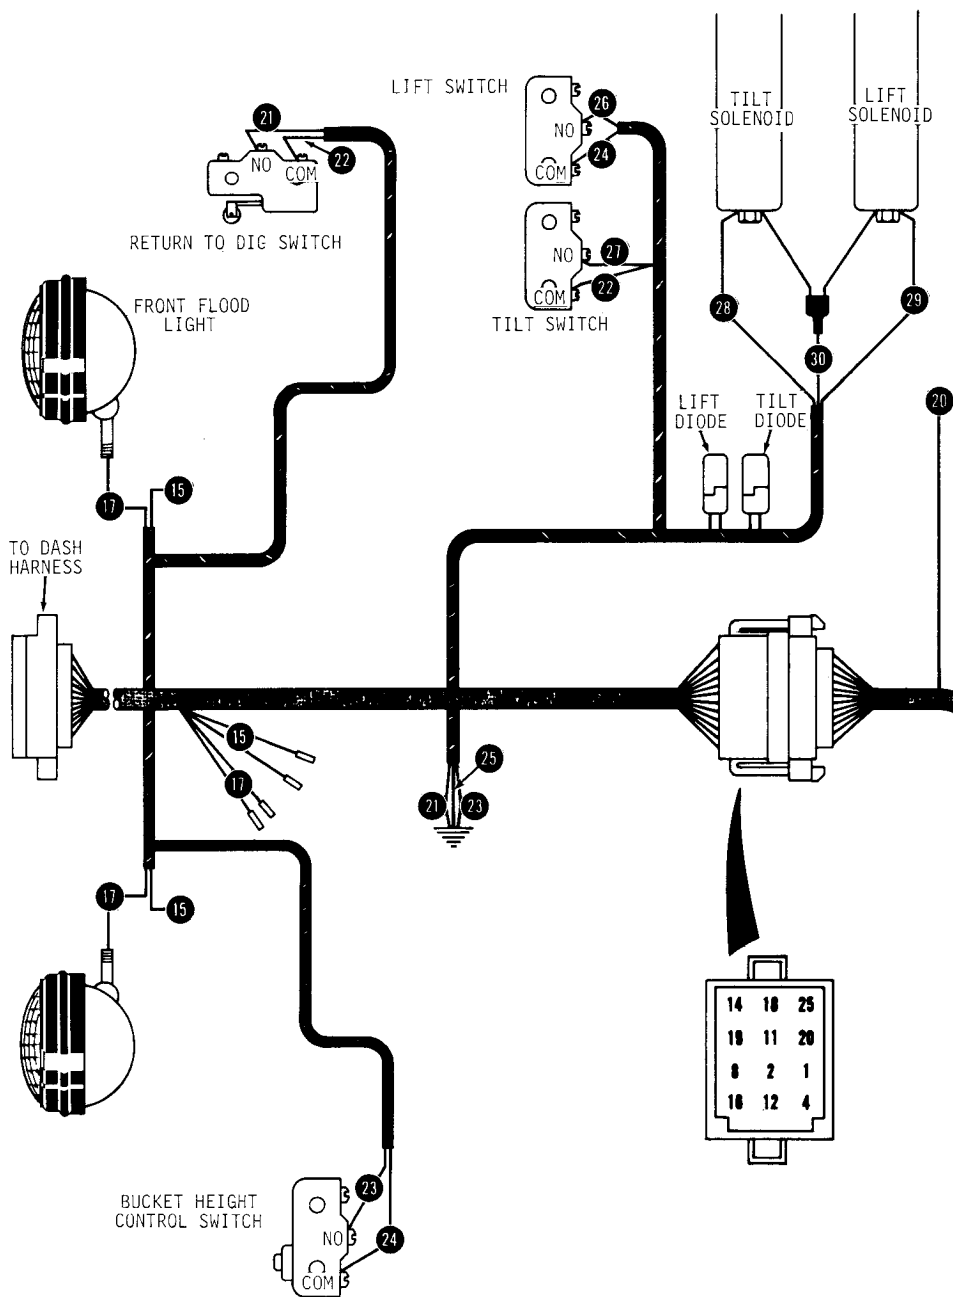 LIFT SWITCH
26
NO
24
COM
TILT
SOLENOID
LIFT
SOLENOID
21
NO
COM
22
RETURN TO DIG SWITCH
NO
27
COM
22
TILT SWITCH
28
29
30
FRONT FLOOD
LIGHT
LIFT
DIODE
TILT
DIODE
20
17
15
TO DASH
HARNESS
15
17
25
21
23
17
15
14 18 25
19 11 20
8 2 1
16 12 4
BUCKET HEIGHT
CONTROL SWITCH
23
NO
24
COM